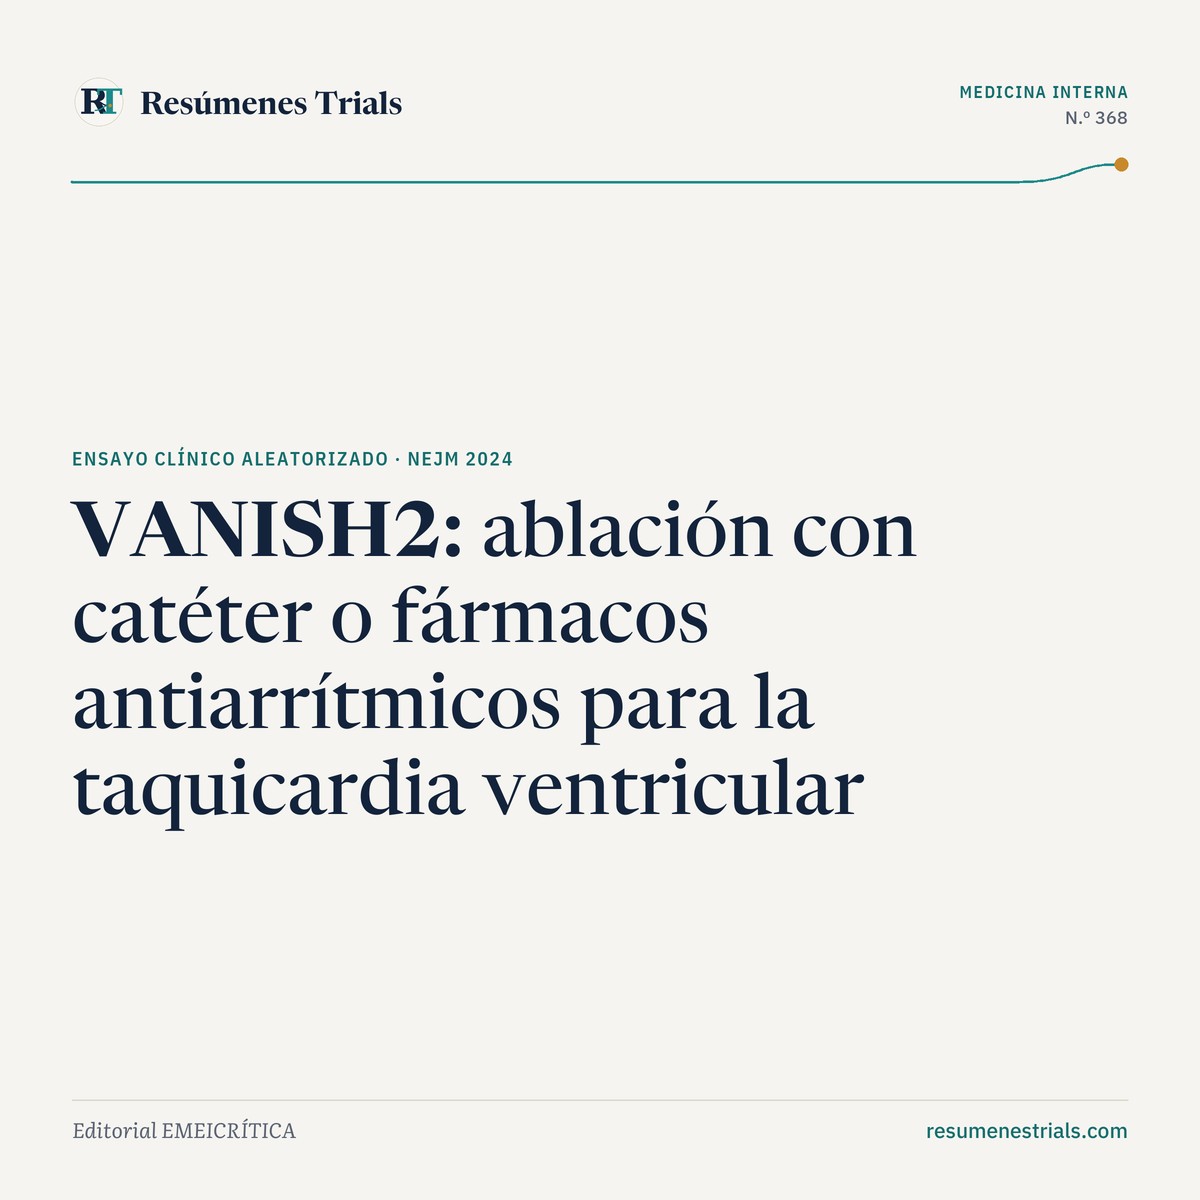 RT Resúmenes Trials
MEDICINA INTERNA
N.º 368
ENSAYO CLÍNICO ALEATORIZADO · NEJM 2024
VANISH2: ablación con
catéter o fármacos
antiarrítmicos para la
taquicardia ventricular
Editorial EMEICRÍTICA
resumenestrials.com